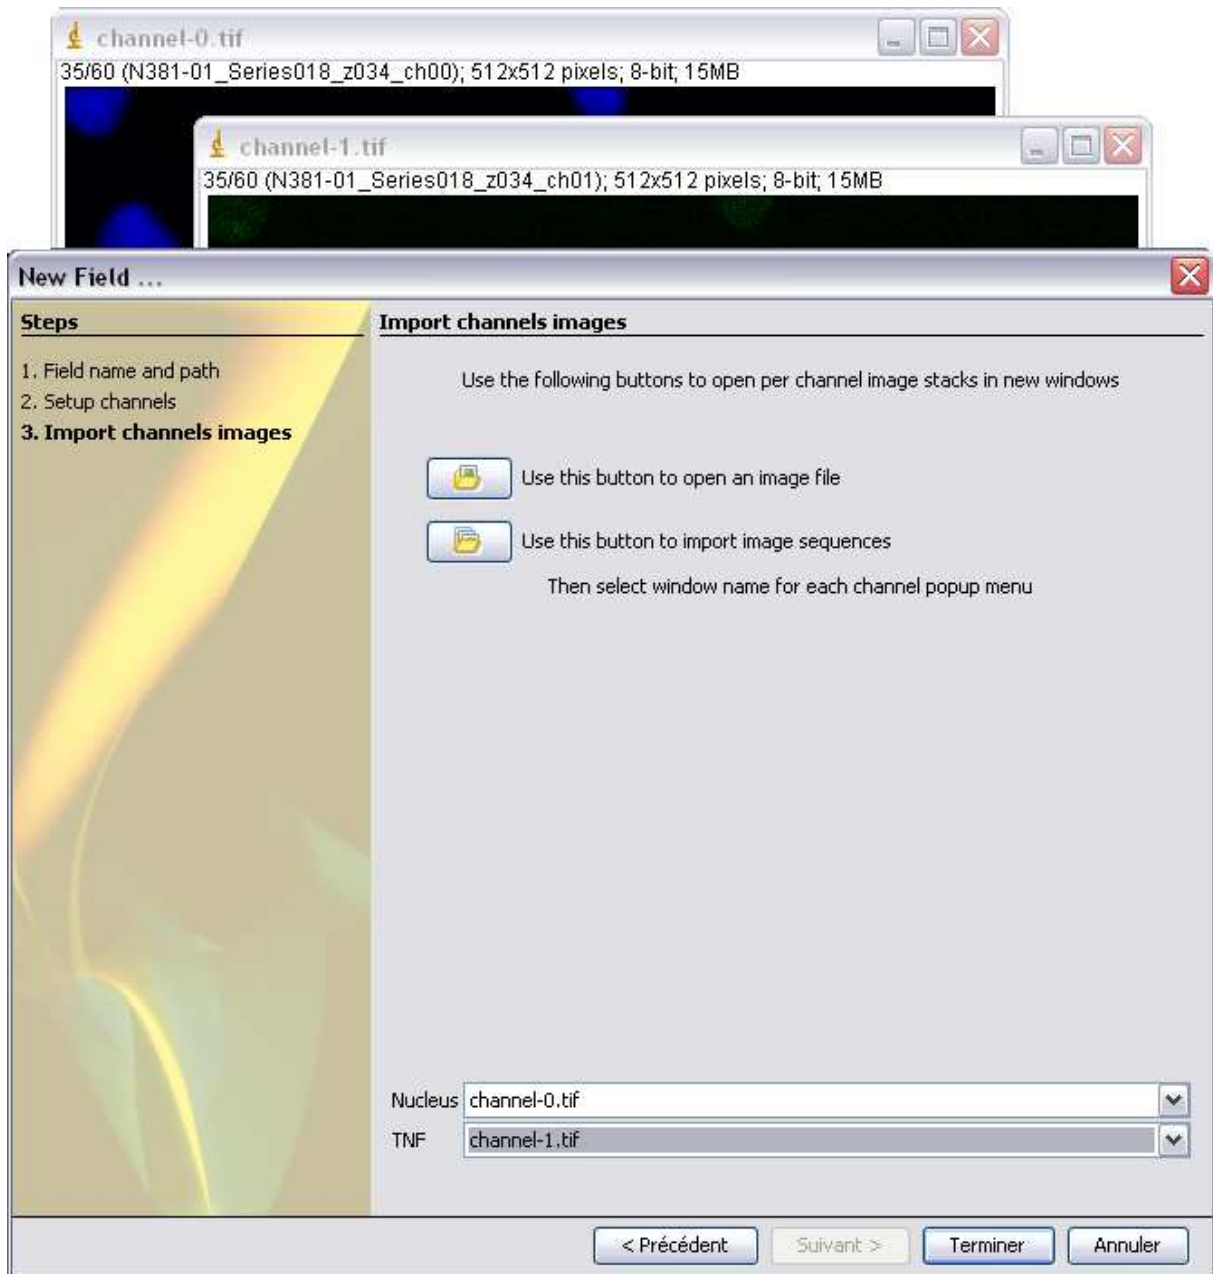 channel-0.tif
35/60 (N381-01_Series018_z034_ch00); 512x512 pixels; 8-bit; 15MB
channel-1.tif
35/60 (N381-01_Series018_z034_ch01); 512x512 pixels; 8-bit; 15MB
New Field ...
Steps
1. Field name and path
2. Setup channels
3. Import channels images
Import channels images
Use the following buttons to open per channel image stacks in new windows
Use this button to open an image file
Use this button to import image sequences
Then select window name for each channel popup menu
Nucleus channel-0.tif
TNF channel-1.tif
< Précédent Suivant > Terminer Annuler